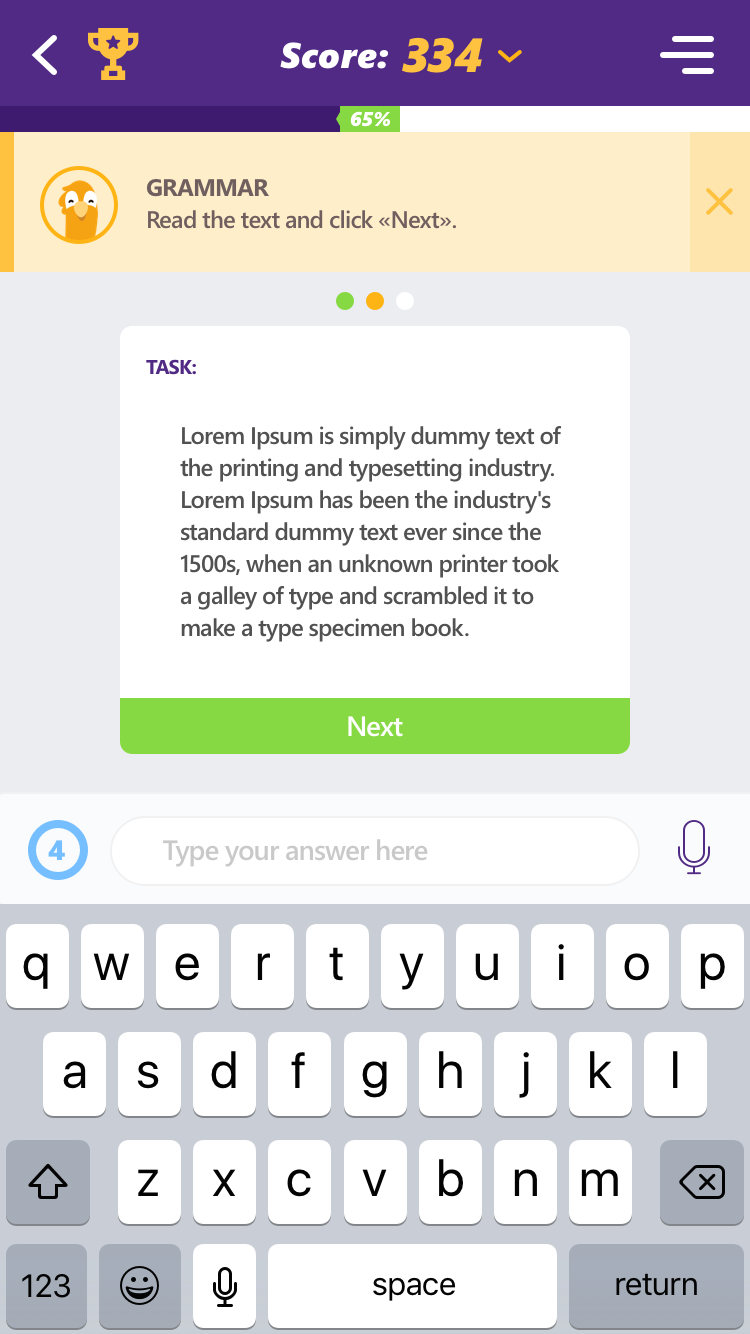 Score: 334
65%
GRAMMAR
Read the text and click «Next».
TASK:
Lorem Ipsum is simply dummy text of
the printing and typesetting industry.
Lorem Ipsum has been the industry's
standard dummy text ever since the
1500s, when an unknown printer took
a galley of type and scrambled it to
make a type specimen book.
Next
4 Type your answer here
q w e r t y u i o p
a s d f g h j k l
z x c v b n m
123 space return